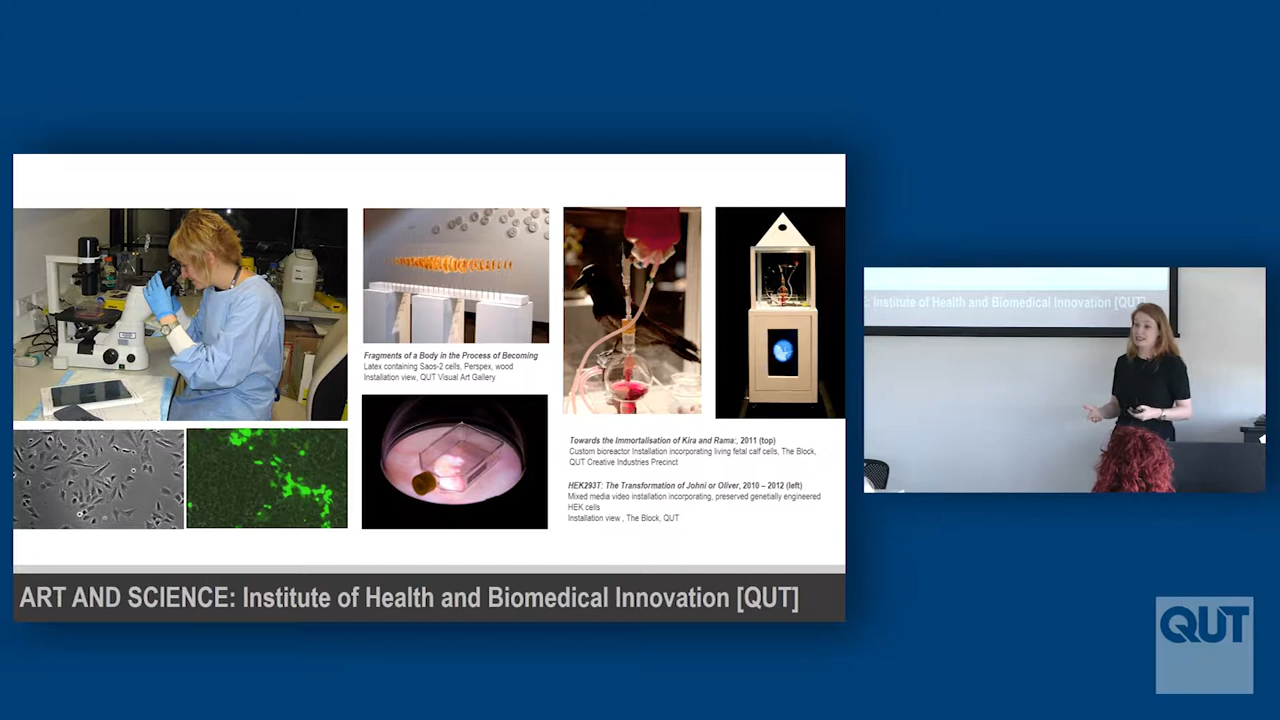 Fragments of a Body in the Process of Becoming
Latex containing Saos-2 cells, Perspex, wood
Installation view, QUT Visual Art Gallery
Towards the Immortalisation of Kira and Rama:, 2011 (top)
Custom bioreactor Installation incorporating living fetal calf cells, The Block,
QUT Creative Industries Precinct
HEK293T: The Transformation of Johni or Oliver, 2010 – 2012 (left)
Mixed media video installation incorporating, preserved genetially engineered
HEK cells
Installation view , The Block, QUT
ART AND SCIENCE: Institute of Health and Biomedical Innovation [QUT]
: Institute of Health and Biomedical Innovation [QUT]
QUT